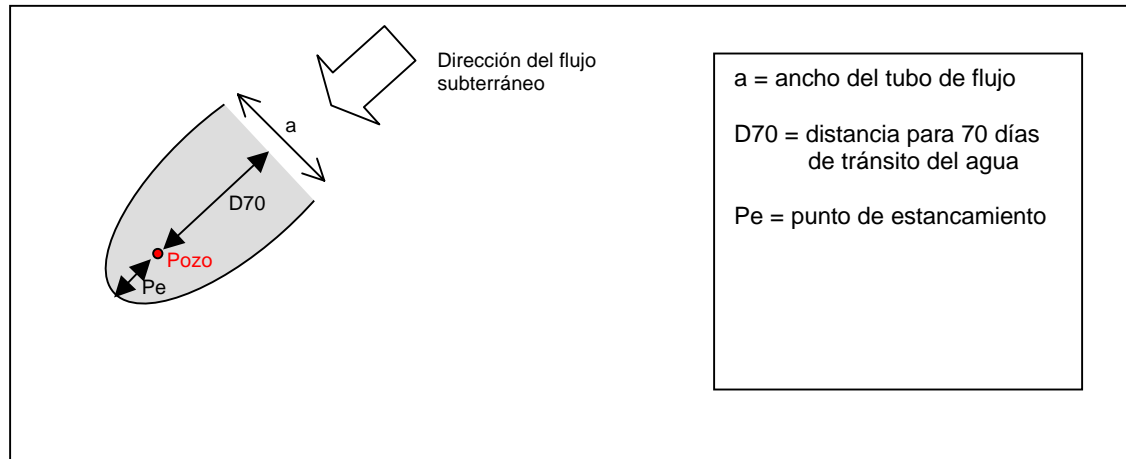 Dirección del flujo
subterráneo
a
D70
Pozo
Pe
a = ancho del tubo de flujo
D70 = distancia para 70 días
de tránsito del agua
Pe = punto de estancamiento